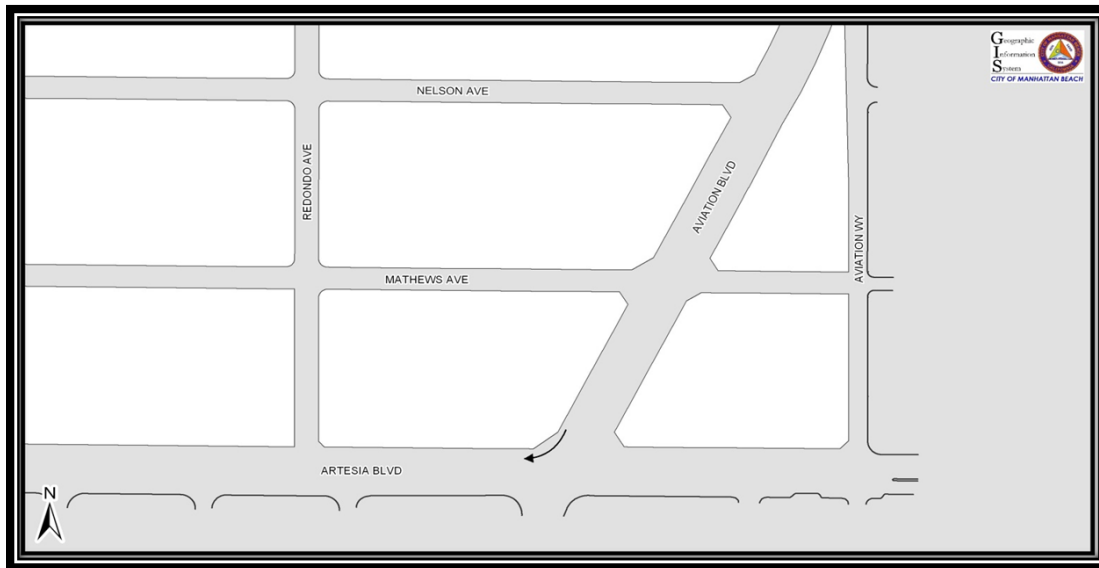 Geographic
Information
System
CITY OF MANHATTAN BEACH
NELSON AVE
REDONDO AVE
AVIATION BLVD
AVIATION WY
MATHEWS AVE
ARTESIA BLVD
N